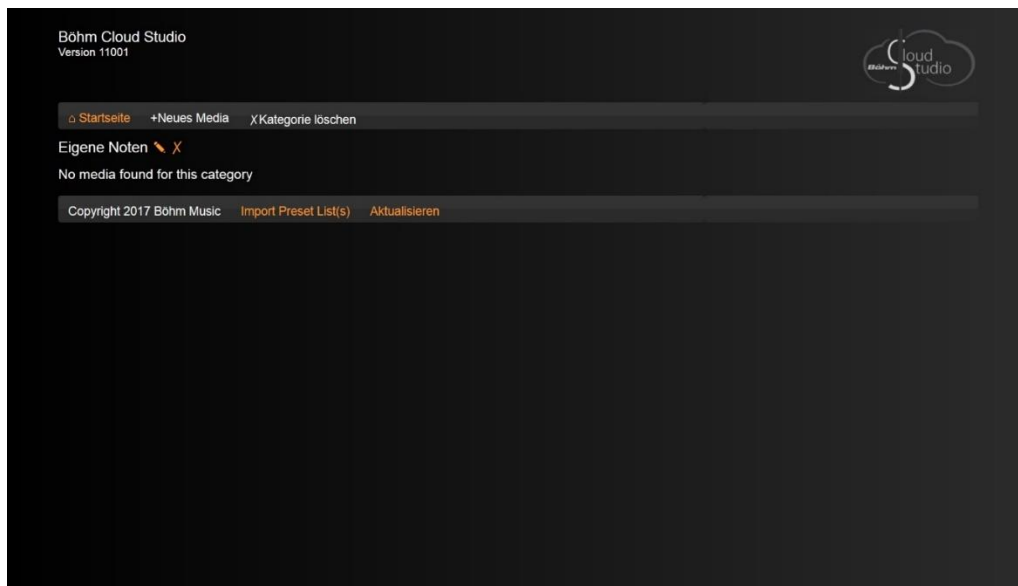 Böhm Cloud Studio
Version 11001
Böhm Cloud Studio
⌂ Startseite +Neues Media ✗Kategorie löschen
Eigene Noten ✎ ✗
No media found for this category
Copyright 2017 Böhm Music Import Preset List(s) Aktualisieren